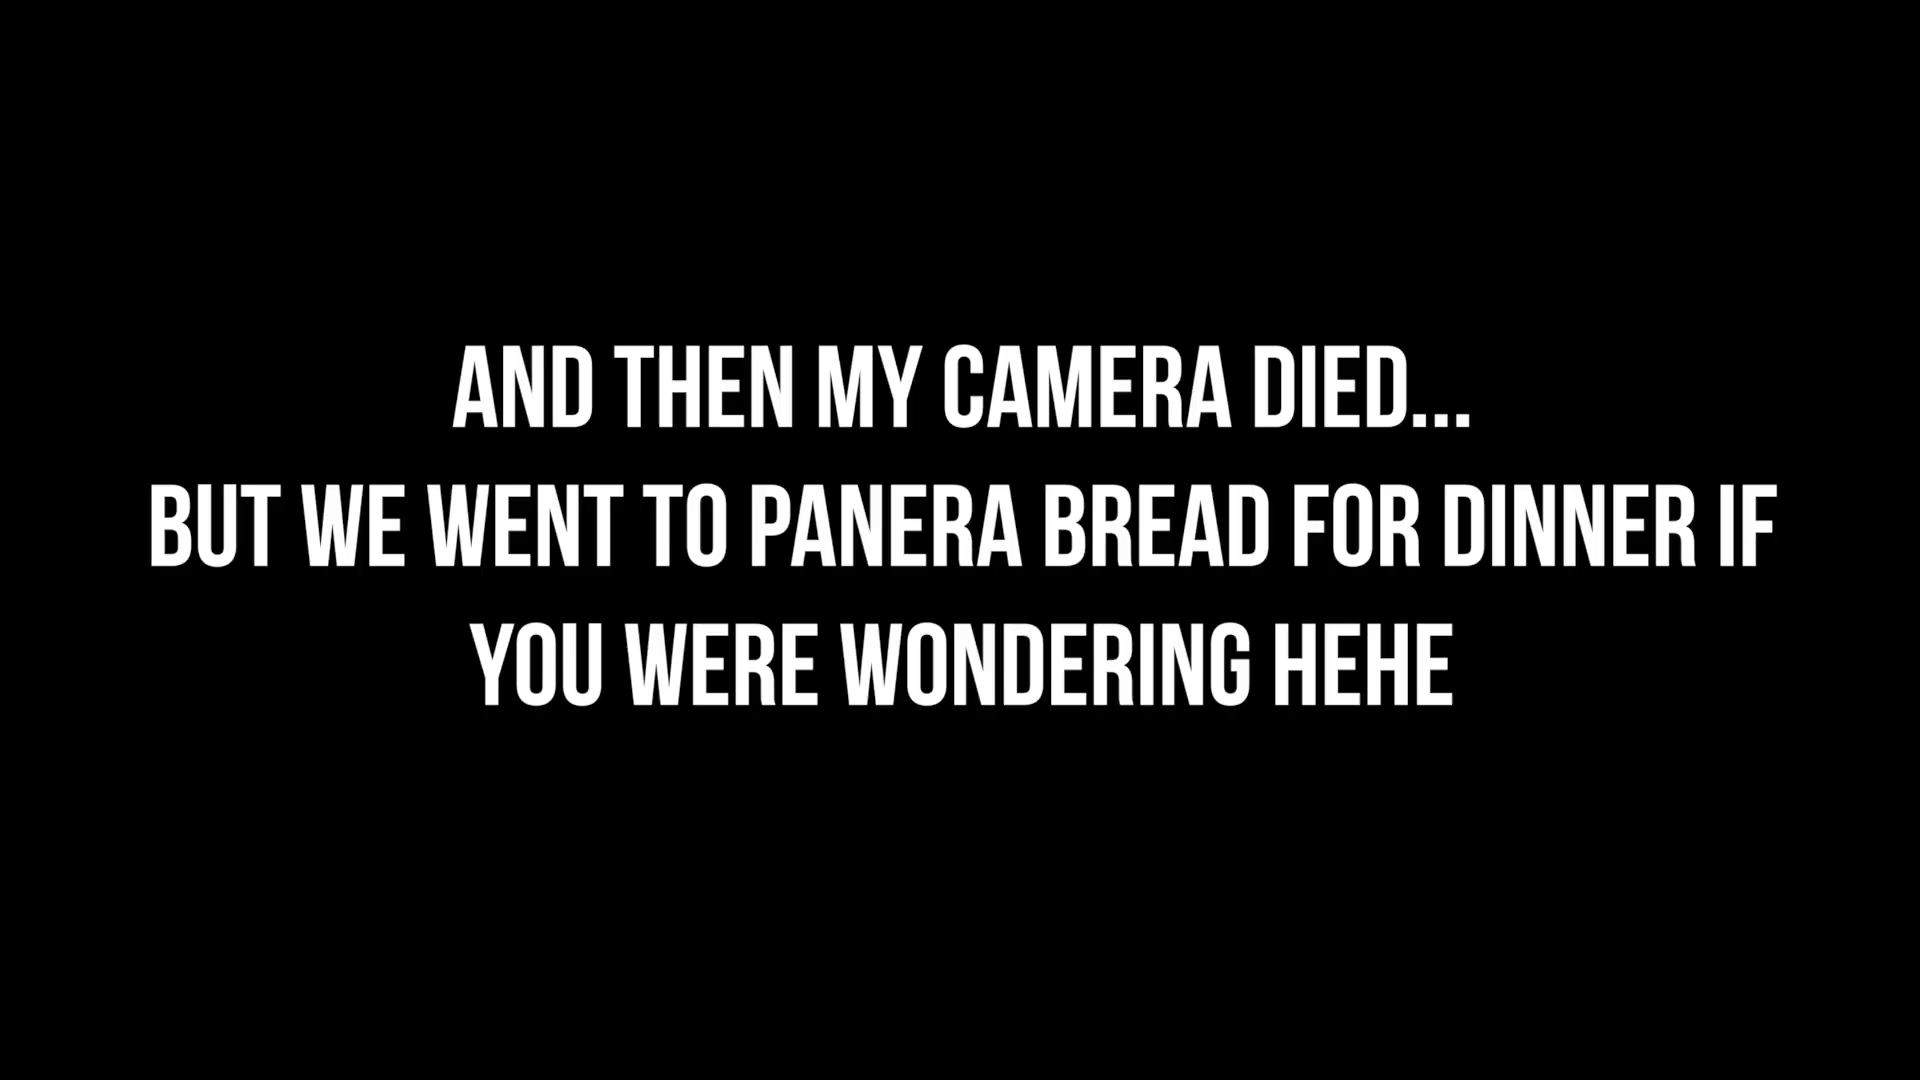 AND THEN MY CAMERA DIED...
BUT WE WENT TO PANERA BREAD FOR DINNER IF
YOU WERE WONDERING HEHE